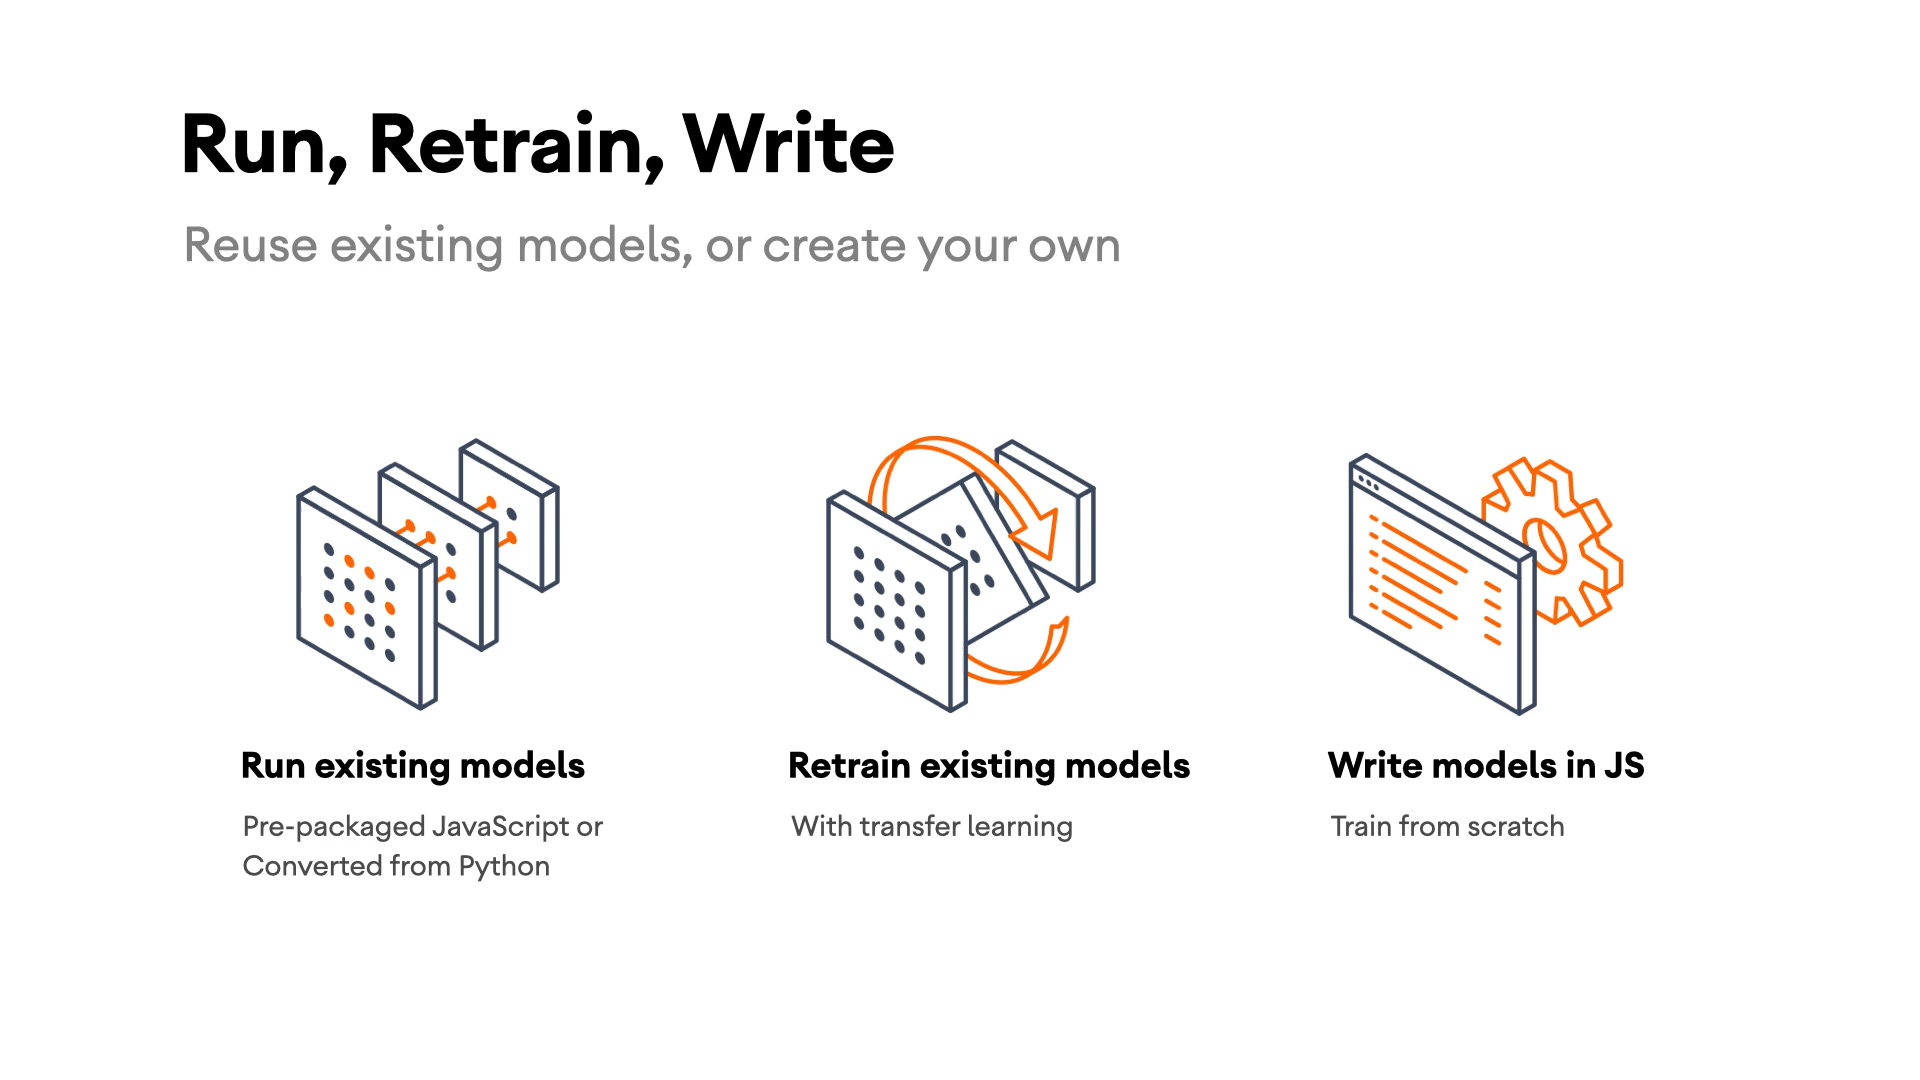 Run, Retrain, Write
Reuse existing models, or create your own
Run existing models
Pre-packaged JavaScript or
Converted from Python
Retrain existing models
With transfer learning
Write models in JS
Train from scratch